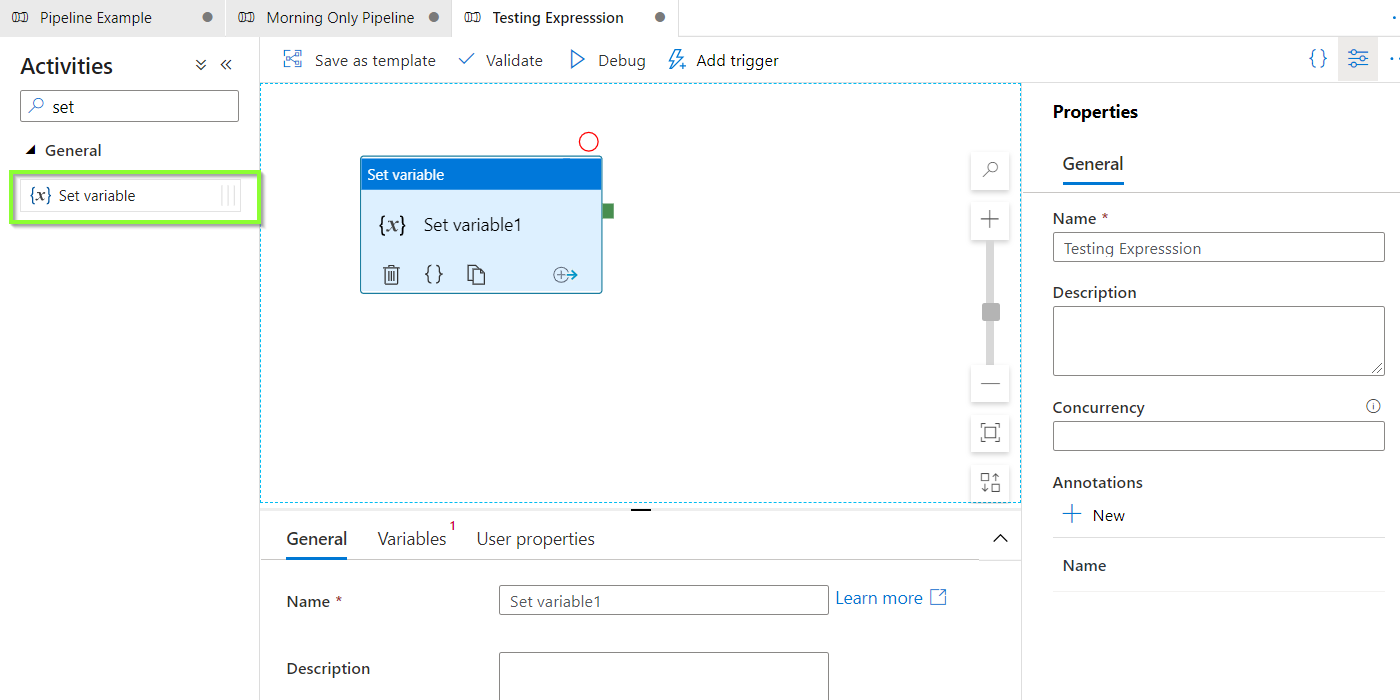 Pipeline Example
Morning Only Pipeline
Testing Expresssion
Activities
set
General
{x} Set variable
Save as template
Validate
Debug
Add trigger
{}
Set variable
{x} Set variable1
{}
General
Variables 1
User properties
Name *
Set variable1
Learn more
Description
Properties
General
Name *
Testing Expresssion
Description
Concurrency
Annotations
New
Name